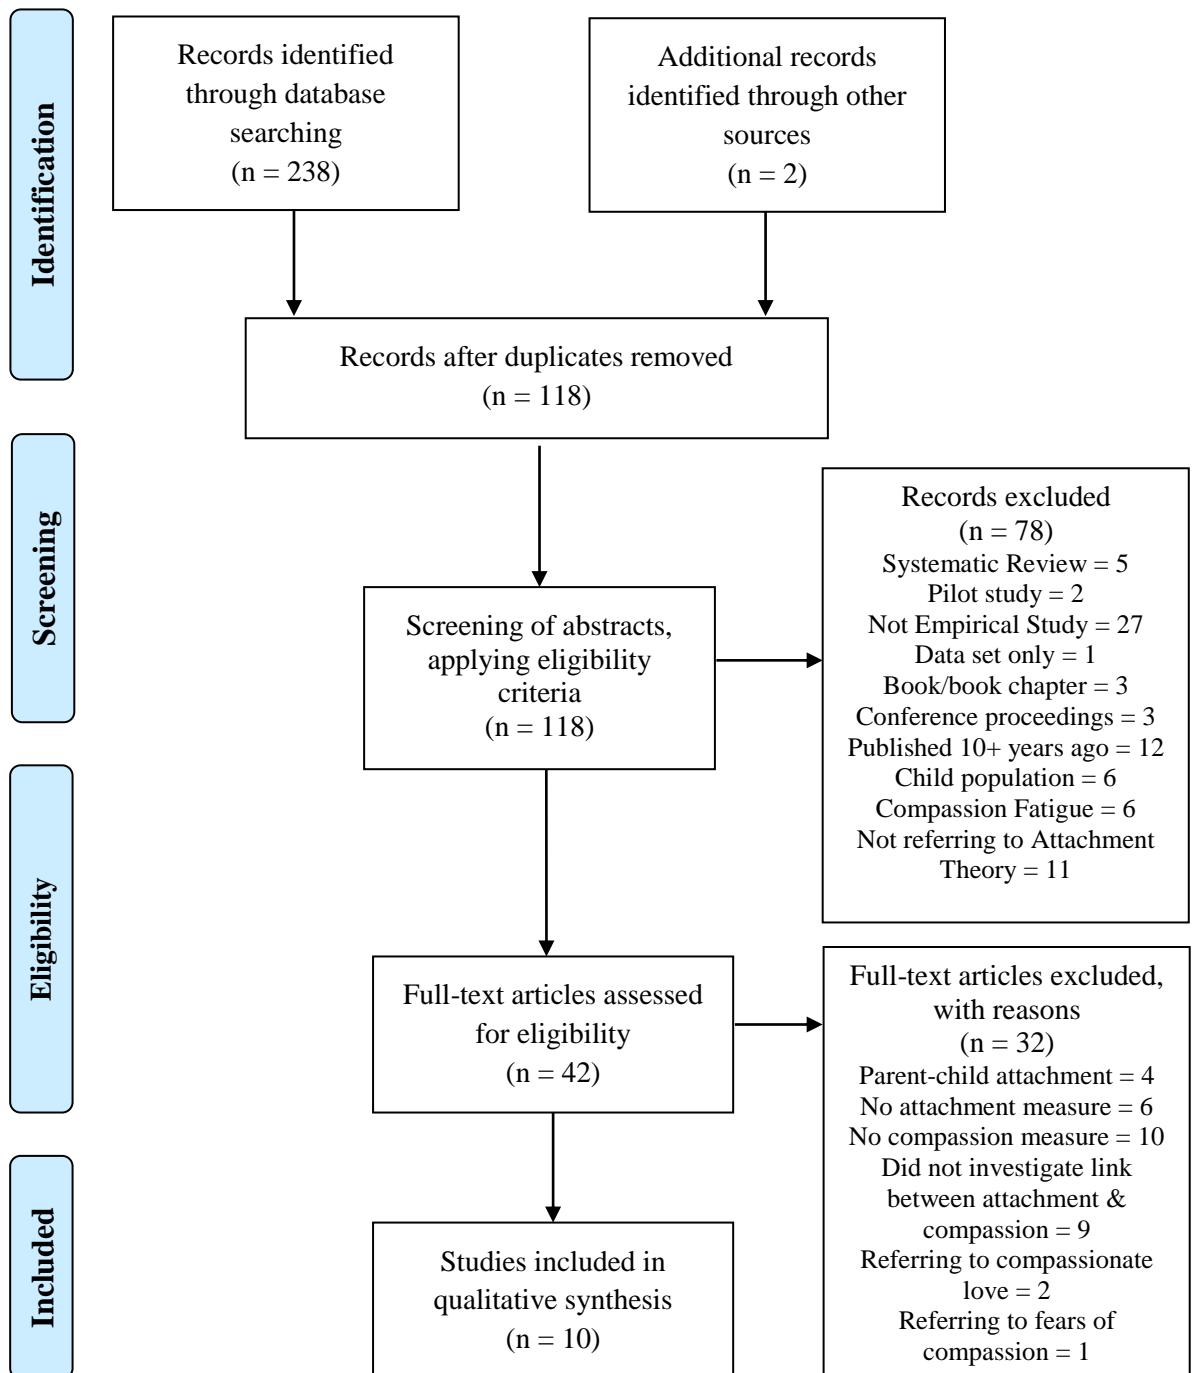 Identification
Records identified
through database
searching
(n = 238)
Additional records
identified through other
sources
(n = 2)
Records after duplicates removed
(n = 118)
Screening
Screening of abstracts,
applying eligibility
criteria
(n = 118)
Records excluded
(n = 78)
Systematic Review = 5
Pilot study = 2
Not Empirical Study = 27
Data set only = 1
Book/book chapter = 3
Conference proceedings = 3
Published 10+ years ago = 12
Child population = 6
Compassion Fatigue = 6
Not referring to Attachment
Theory = 11
Eligibility
Full-text articles assessed
for eligibility
(n = 42)
Full-text articles excluded,
with reasons
(n = 32)
Parent-child attachment = 4
No attachment measure = 6
No compassion measure = 10
Did not investigate link
between attachment &
compassion = 9
Referring to compassionate
love = 2
Referring to fears of
compassion = 1
Included
Studies included in
qualitative synthesis
(n = 10)